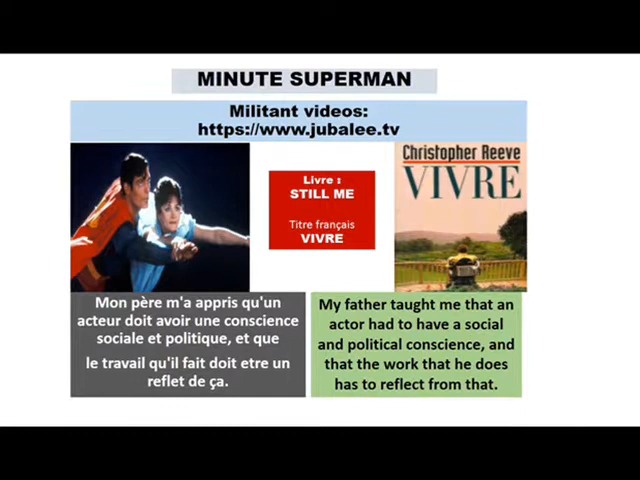 MINUTE SUPERMAN
Militant videos:
https://www.jubalee.tv
Livre :
STILL ME
Titre français
VIVRE
Christopher Reeve
VIVRE
Mon père m'a appris qu'un
acteur doit avoir une conscience
sociale et politique, et que
le travail qu'il fait doit etre un
reflet de ça.
My father taught me that an
actor had to have a social
and political conscience, and
that the work that he does
has to reflect from that.